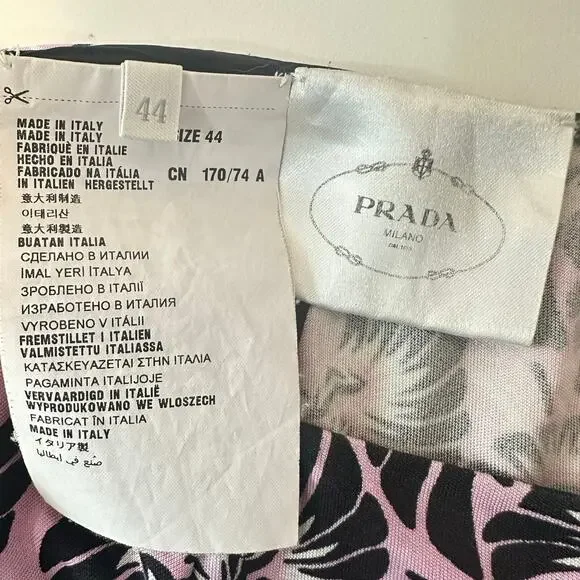 44
MADE IN ITALY
MADE IN ITALY SIZE 44
FABRIQUÈ EN ITALIE
HECHO EN ITALIA
FABRICADO NA ITÁLIA CN 170/74 A
IN ITALIEN HERGESTELLT
意大利制造
이태리산
意大利製造
BUATAN ITALIA
СДЕЛАНО В ИТАЛИИ
İMAL YERİ İTALYA
ЗРОБЛЕНО В ІТАЛІЇ
ИЗРАБОТЕНО В ИТАЛИЯ
VYROBENO V ITÁLII
FREMSTILLET I ITALIEN
VALMISTETTU ITALIASSA
ΚΑΤΑΣΚΕΥΑΖΕΤΑΙ ΣΤΗΝ ΙΤΑΛΙΑ
PAGAMINTA ITALIJOJE
VERVAARDIGD IN ITALIË
WYPRODUKOWANO WE WLOSZECH
FABRICAT ÎN ITALIA
MADE IN ITALY
イタリア製
صُنع في ايطاليا
PRADA
MILANO
DAL 1913